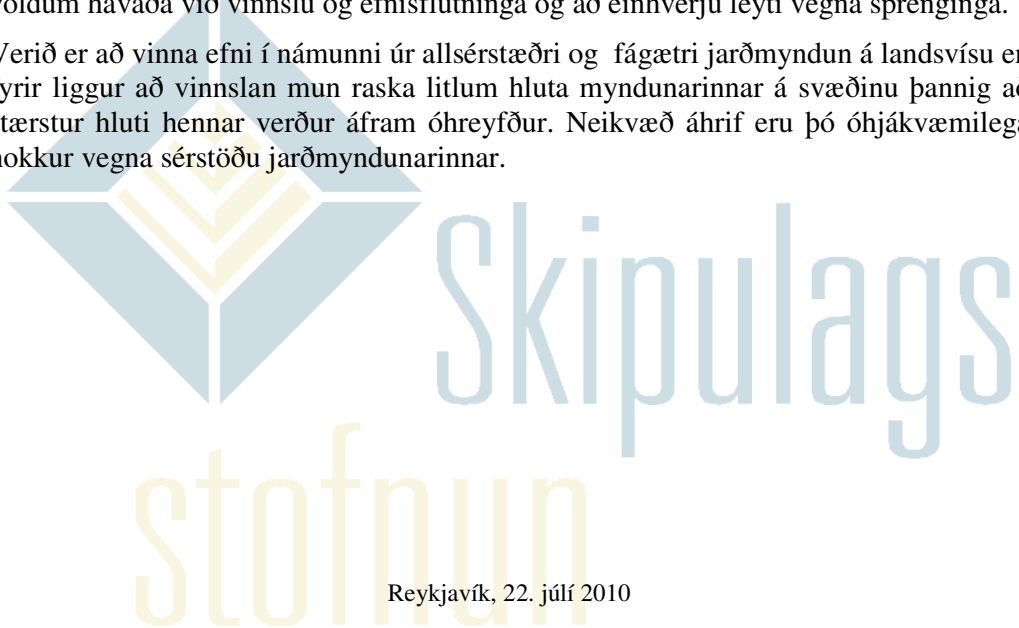 völdum hávaða við vinnslu og efnisflutninga og að einhverju leyti vegna sprenginga.
Verið er að vinna efni í námunni úr allsérstæðri og fágætri jarðmyndun á landsvísu en
fyrir liggur að vinnslan mun raska litlum hluta myndunarinnar á svæðinu þannig að
stærstur hluti hennar verður áfram óhreyfður. Neikvæð áhrif eru þó óhjákvæmilega
nokkur vegna sérstöðu jarðmyndunarinnar.
Skipulags
stofnun
Reykjavík, 22. júlí 2010